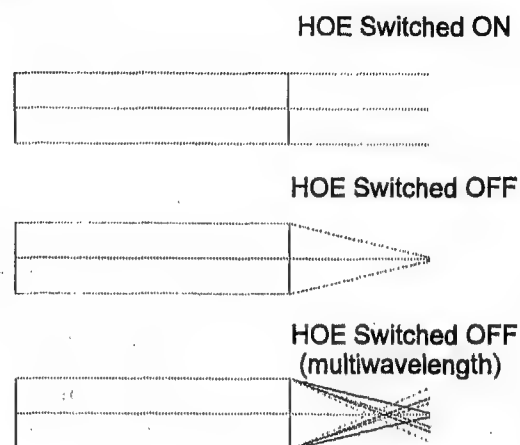 HOE Switched ON
HOE Switched OFF
HOE Switched OFF
(multiwavelength)